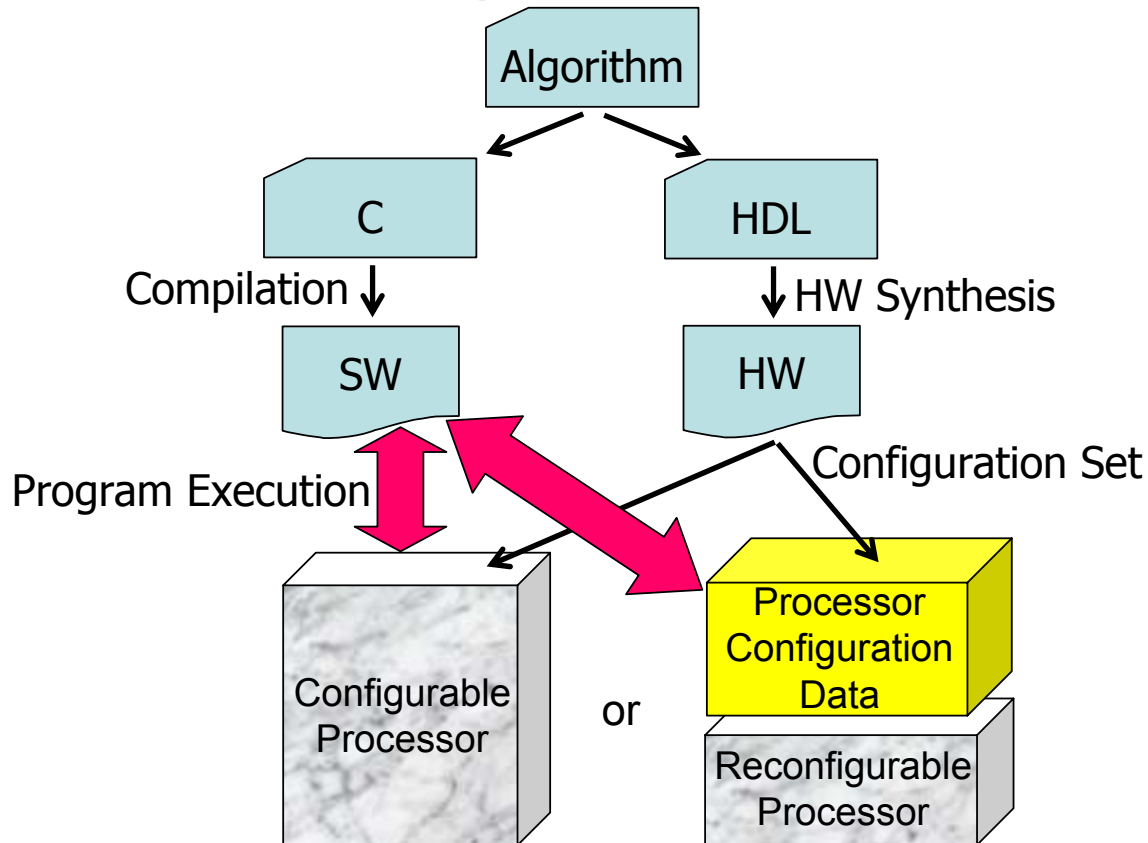 Algorithm
C
HDL
Compilation
HW Synthesis
SW
HW
Program Execution
Configuration Set
Configurable
Processor
or
Processor
Configuration
Data
Reconfigurable
Processor